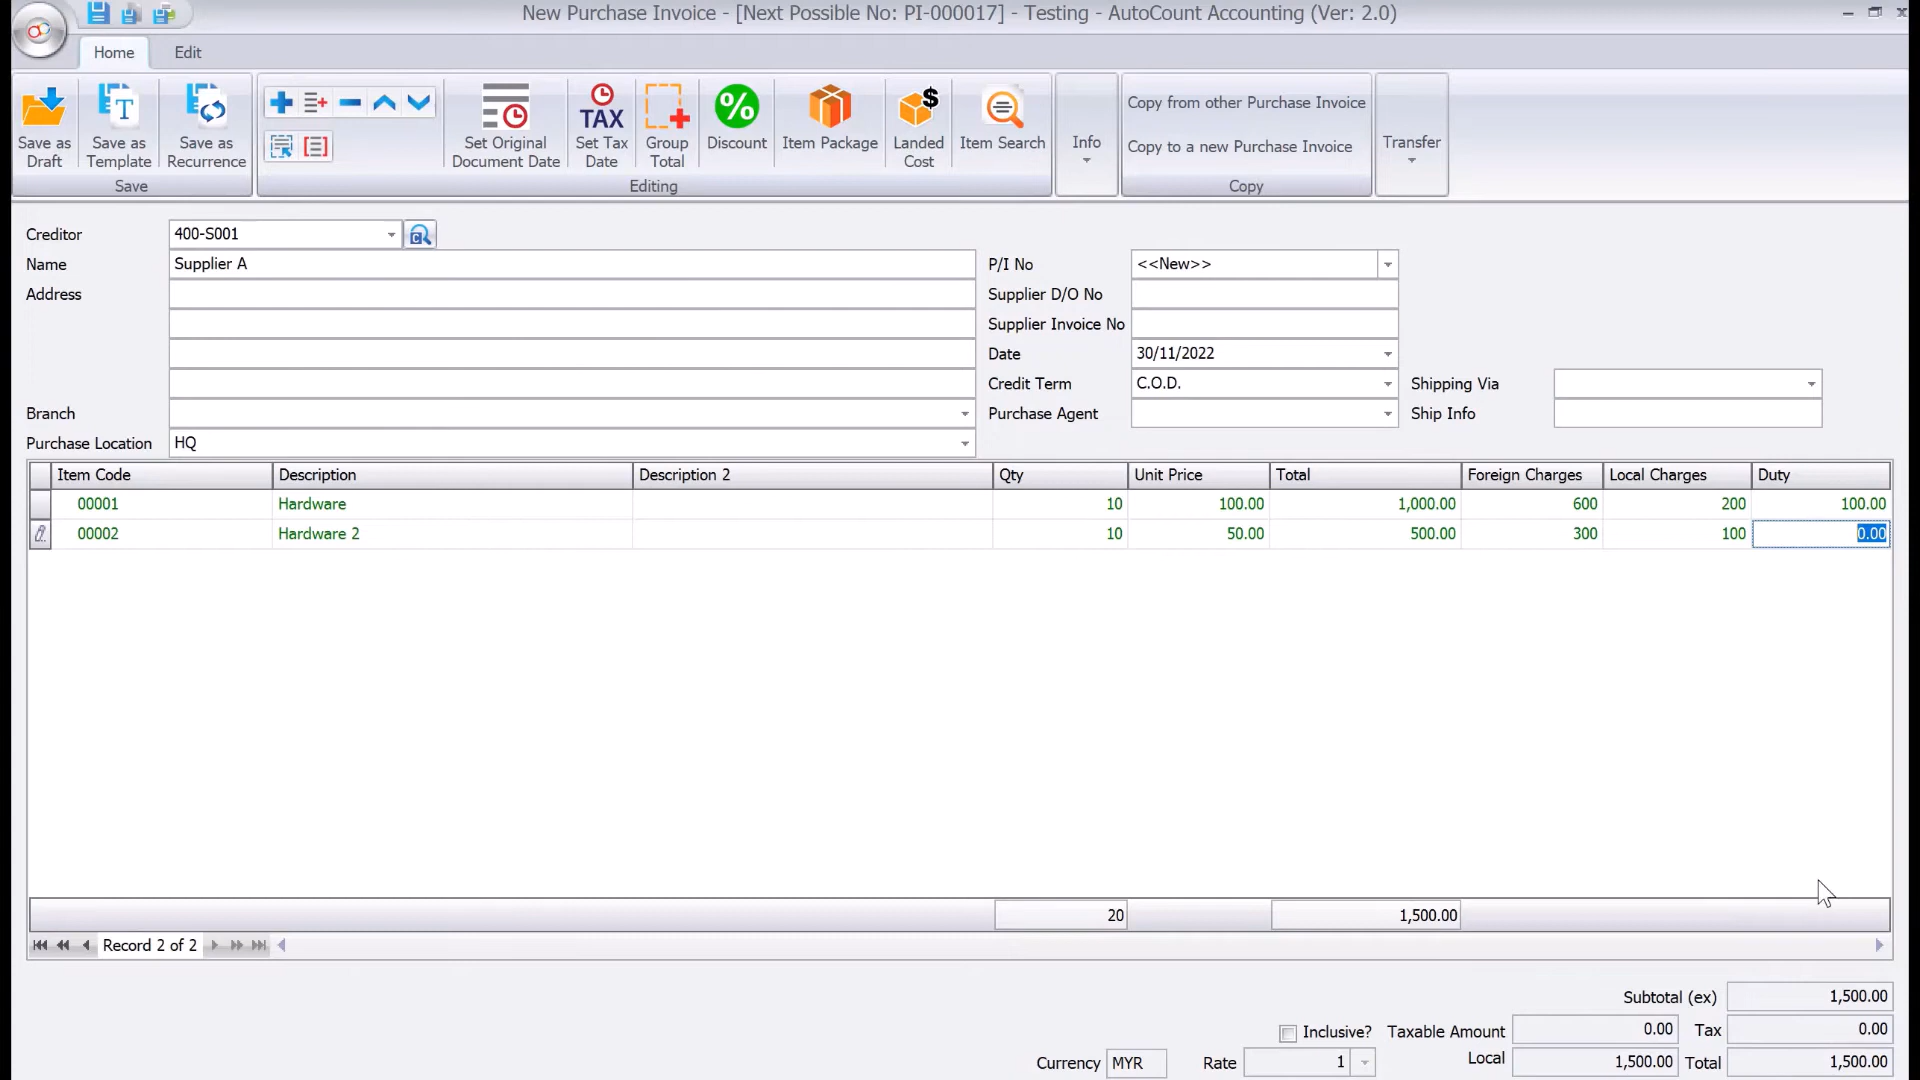 New Purchase Invoice - [Next Possible No: PI-000017] - Testing - AutoCount Accounting (Ver: 2.0)
Home Edit
Save as Draft
Save as Template
Save as Recurrence
Save
Set Original Document Date
TAX
Set Tax Date
Group Total
%
Discount
Item Package
$
Landed Cost
Item Search
Editing
Info
Copy from other Purchase Invoice
Copy to a new Purchase Invoice
Copy
Transfer
Creditor 400-S001
Name Supplier A P/I No <<New>>
Address Supplier D/O No
Supplier Invoice No
Date 30/11/2022
Credit Term C.O.D. Shipping Via
Branch Purchase Agent Ship Info
Purchase Location HQ
Item Code Description Description 2 Qty Unit Price Total Foreign Charges Local Charges Duty
00001 Hardware 10 100.00 1,000.00 600 200 100.00
00002 Hardware 2 10 50.00 500.00 300 100 0.00
20 1,500.00
Record 2 of 2
Subtotal (ex) 1,500.00
Inclusive? Taxable Amount 0.00 Tax 0.00
Currency MYR Rate 1 Local 1,500.00 Total 1,500.00